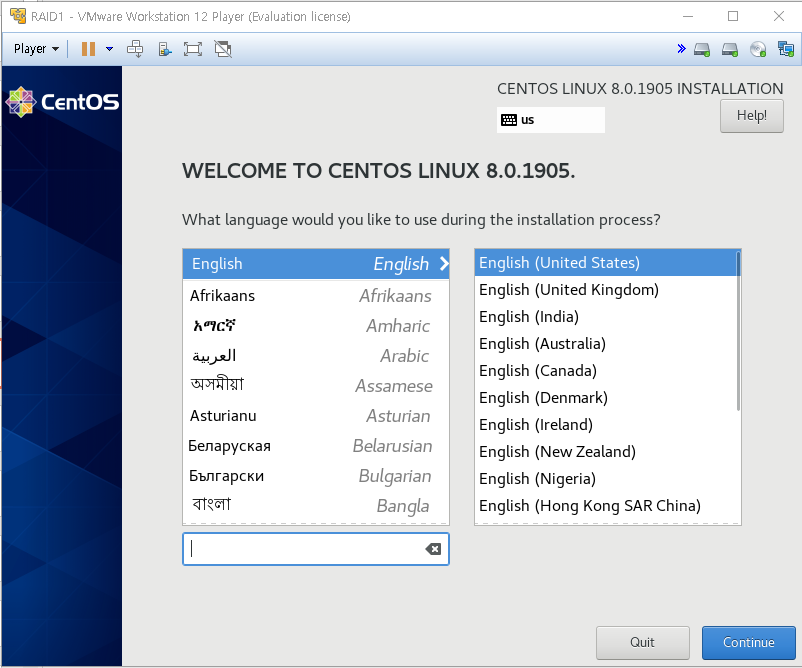 RAID1 - VMware Workstation 12 Player (Evaluation license)
Player
CentOS
CENTOS LINUX 8.0.1905 INSTALLATION
us
Help!
WELCOME TO CENTOS LINUX 8.0.1905.
What language would you like to use during the installation process?
English English
Afrikaans Afrikaans
አማርኛ Amharic
العربية Arabic
অসমীয়া Assamese
Asturianu Asturian
Беларуская Belarusian
Български Bulgarian
বাংলা Bangla
English (United States)
English (United Kingdom)
English (India)
English (Australia)
English (Canada)
English (Denmark)
English (Ireland)
English (New Zealand)
English (Nigeria)
English (Hong Kong SAR China)
Quit
Continue